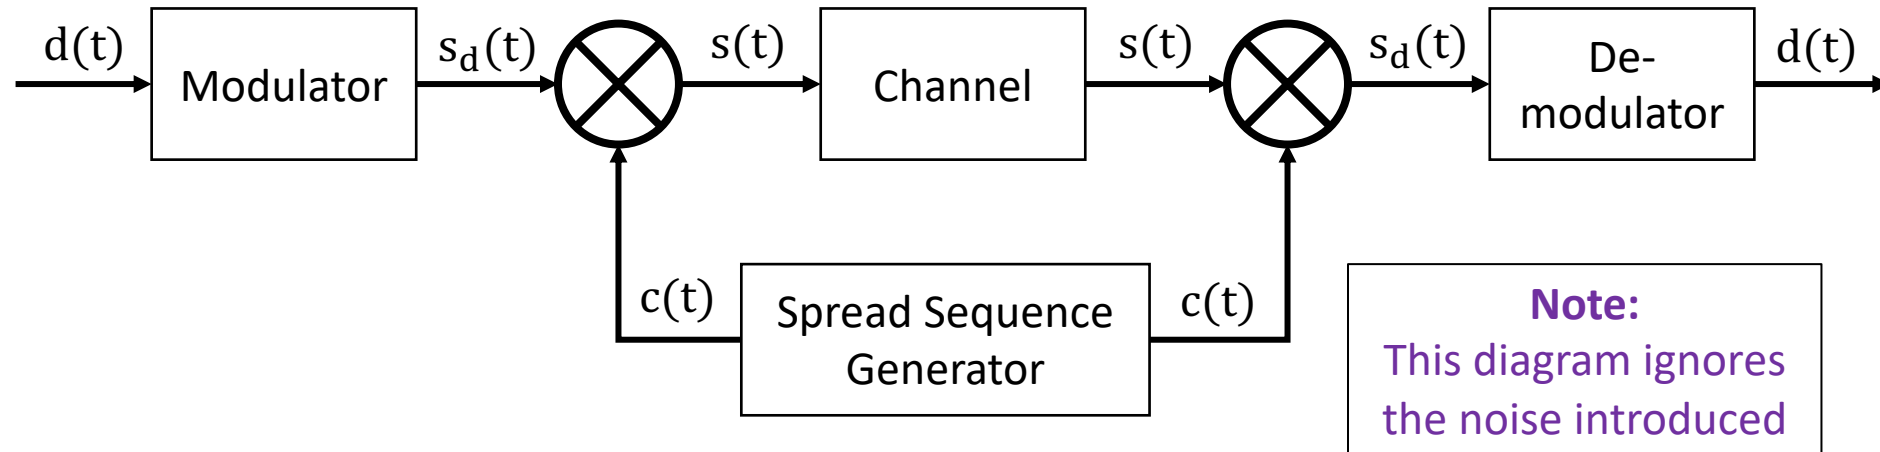 d(t)
Modulator
s_d(t)
s(t)
Channel
s(t)
s_d(t)
De-
modulator
d(t)
c(t)
Spread Sequence
Generator
c(t)
Note:
This diagram ignores
the noise introduced